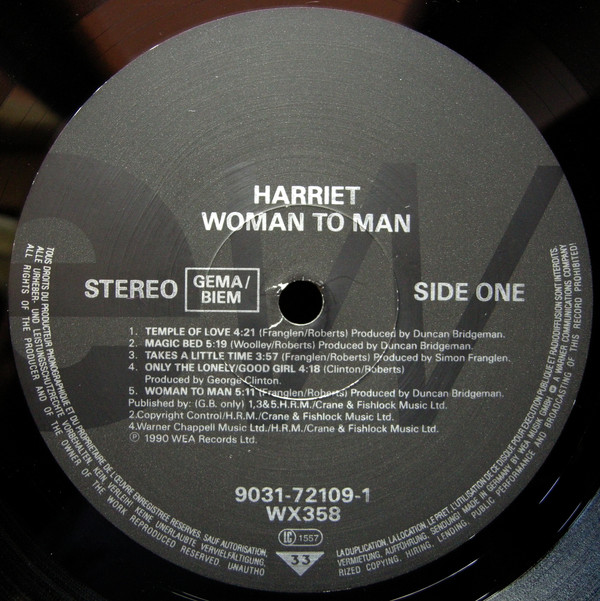 HARRIET
WOMAN TO MAN
STEREO GEMA/ BIEM SIDE ONE
1. TEMPLE OF LOVE 4:21 (Franglen/Roberts) Produced by Duncan Bridgeman.
2. MAGIC BED 5:19 (Woolley/Roberts) Produced by Duncan Bridgeman.
3. TAKES A LITTLE TIME 3:57 (Franglen/Roberts) Produced by Simon Franglen.
4. ONLY THE LONELY/GOOD GIRL 4:18 (Clinton/Roberts)
Produced by George Clinton.
5. WOMAN TO MAN 5:11 (Franglen/Roberts) Produced by Duncan Bridgeman.
Published by: (G.B. only) 1,3&5.H.R.M./Crane & Fishlock Music Ltd.
2.Copyright Control/H.R.M./Crane & Fishlock Music Ltd.
4.Warner Chappell Music Ltd./H.R.M./Crane & Fishlock Music Ltd.
Ⓟ 1990 WEA Records Ltd.
9031-72109-1
WX358
LC 1557
33
TOUS DROITS DU PRODUCTEUR PHONOGRAPHIQUE ET DU PROPRIETAIRE DE L'ŒUVRE ENREGISTREE RESERVES. SAUF AUTORISATION,
LA DUPLICATION, LA LOCATION, LE PRET, L'UTILISATION DE CE DISQUE POUR EXECUTION PUBLIQUE ET RADIODIFFUSION SONT INTERDITS.
ALLE URHEBER- UND LEISTUNGSSCHUTZRECHTE VORBEHALTEN. KEIN VERLEIH! KEINE UNERLAUBTE VERVIELFÄLTIGUNG,
VERMIETUNG, AUFFÜHRUNG, SENDUNG! MADE IN GERMANY BY WEA MUSIK GMBH A WARNER COMMUNICATIONS COMPANY
ALL RIGHTS OF THE PRODUCER AND OF THE OWNER OF THE WORK REPRODUCED RESERVED. UNAUTHO
RIZED COPYING, HIRING, LENDING, PUBLIC PERFORMANCE AND BROADCASTING OF THIS RECORD PROHIBITED!
ew